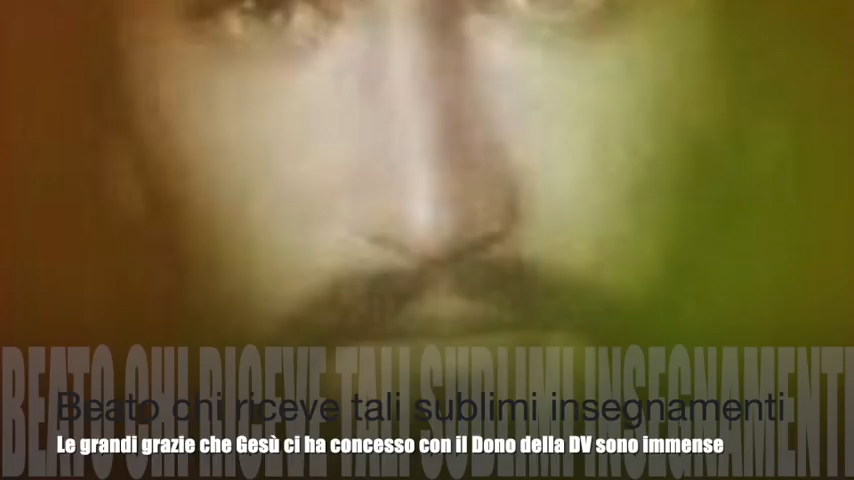 BEATO CHI RICEVE TALI SUBLIMI INSEGNAMENTI
Beato chi riceve tali sublimi insegnamenti
Le grandi grazie che Gesù ci ha concesso con il Dono della DV sono immense